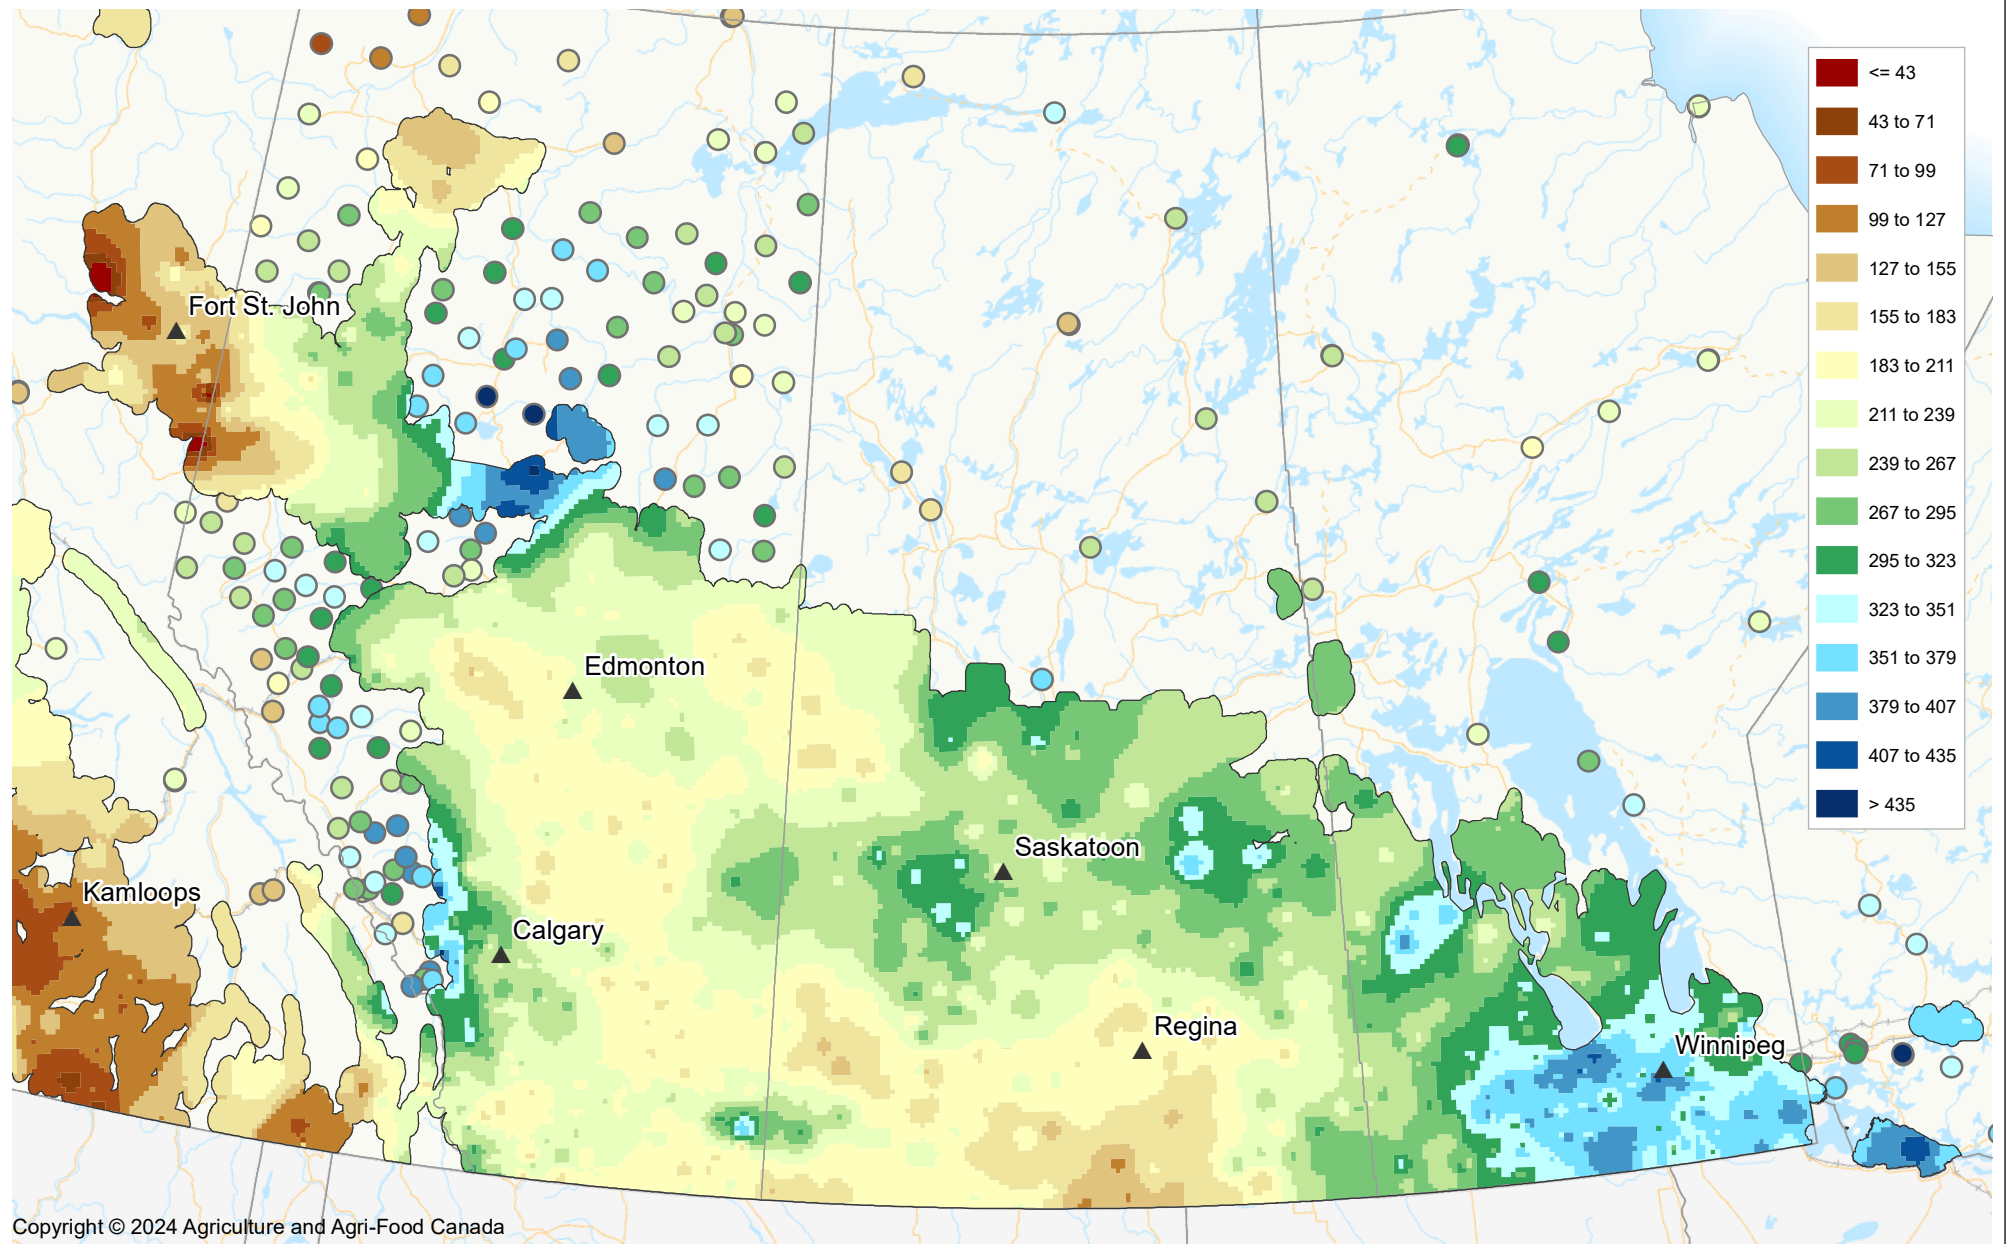 <= 43
43 to 71
71 to 99
99 to 127
127 to 155
155 to 183
183 to 211
211 to 239
239 to 267
267 to 295
295 to 323
323 to 351
351 to 379
379 to 407
407 to 435
> 435
Fort St. John
Edmonton
Saskatoon
Kamloops
Calgary
Regina
Winnipeg
Copyright © 2024 Agriculture and Agri-Food Canada